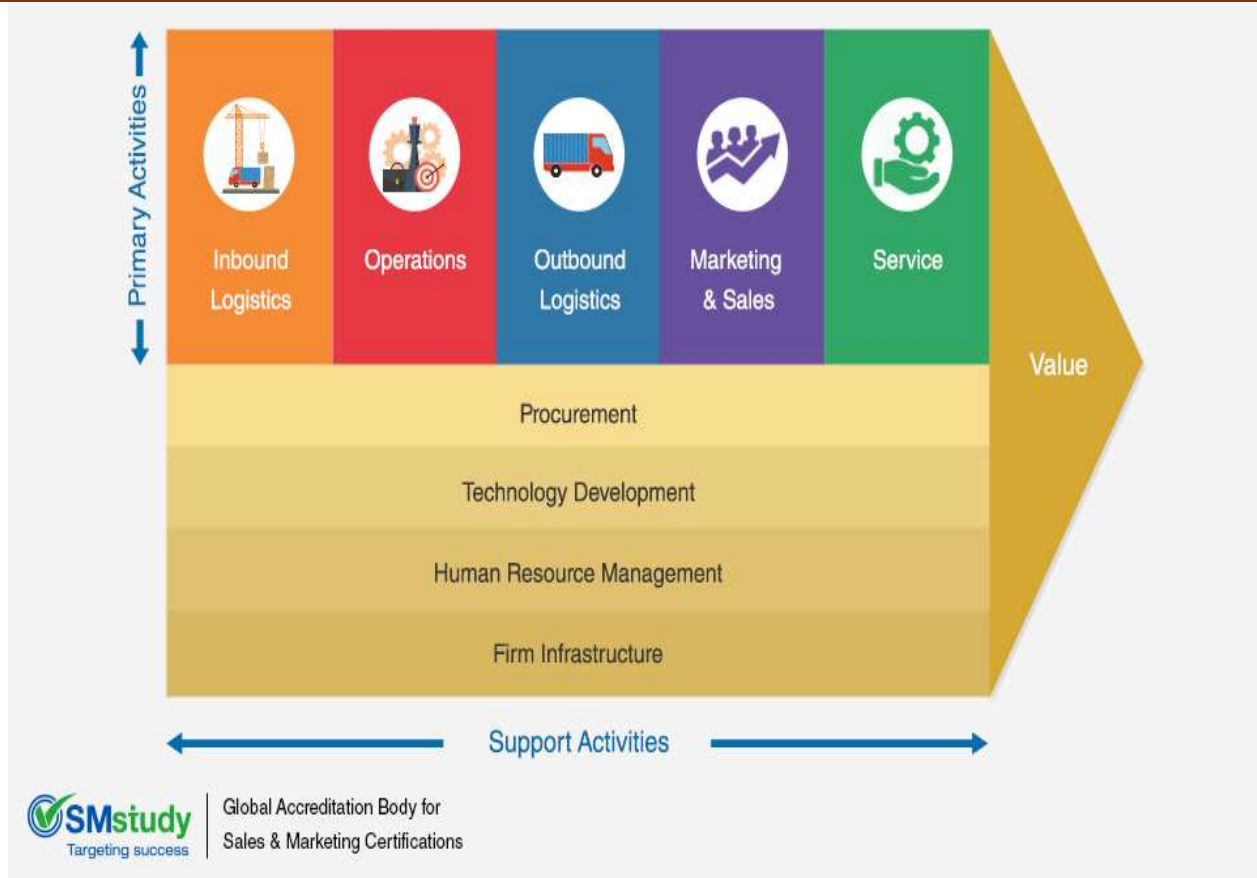 Primary Activities
Inbound
Logistics
Operations
Outbound
Logistics
Marketing
& Sales
Service
Value
Procurement
Technology Development
Human Resource Management
Firm Infrastructure
Support Activities
SMstudy
Targeting success
Global Accreditation Body for
Sales & Marketing Certifications